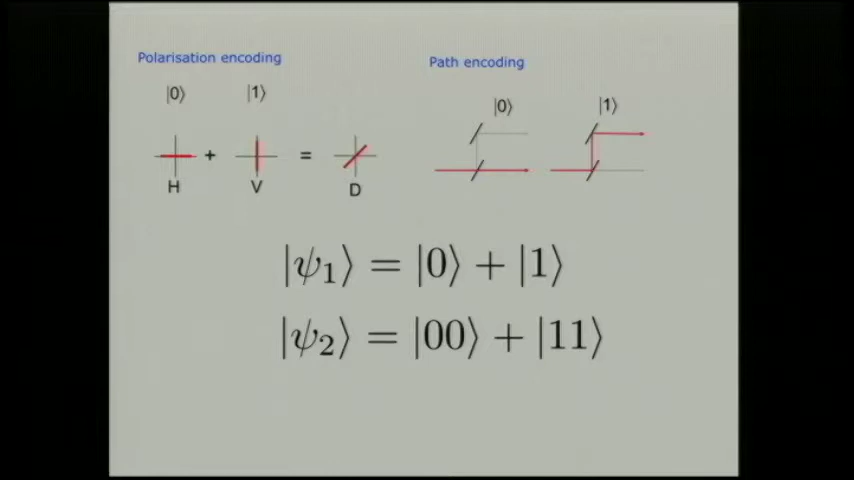 Polarisation encoding
|0⟩ |1⟩
+ =
H V D
Path encoding
|0⟩ |1⟩
|ψ₁⟩ = |0⟩ + |1⟩
|ψ₂⟩ = |00⟩ + |11⟩